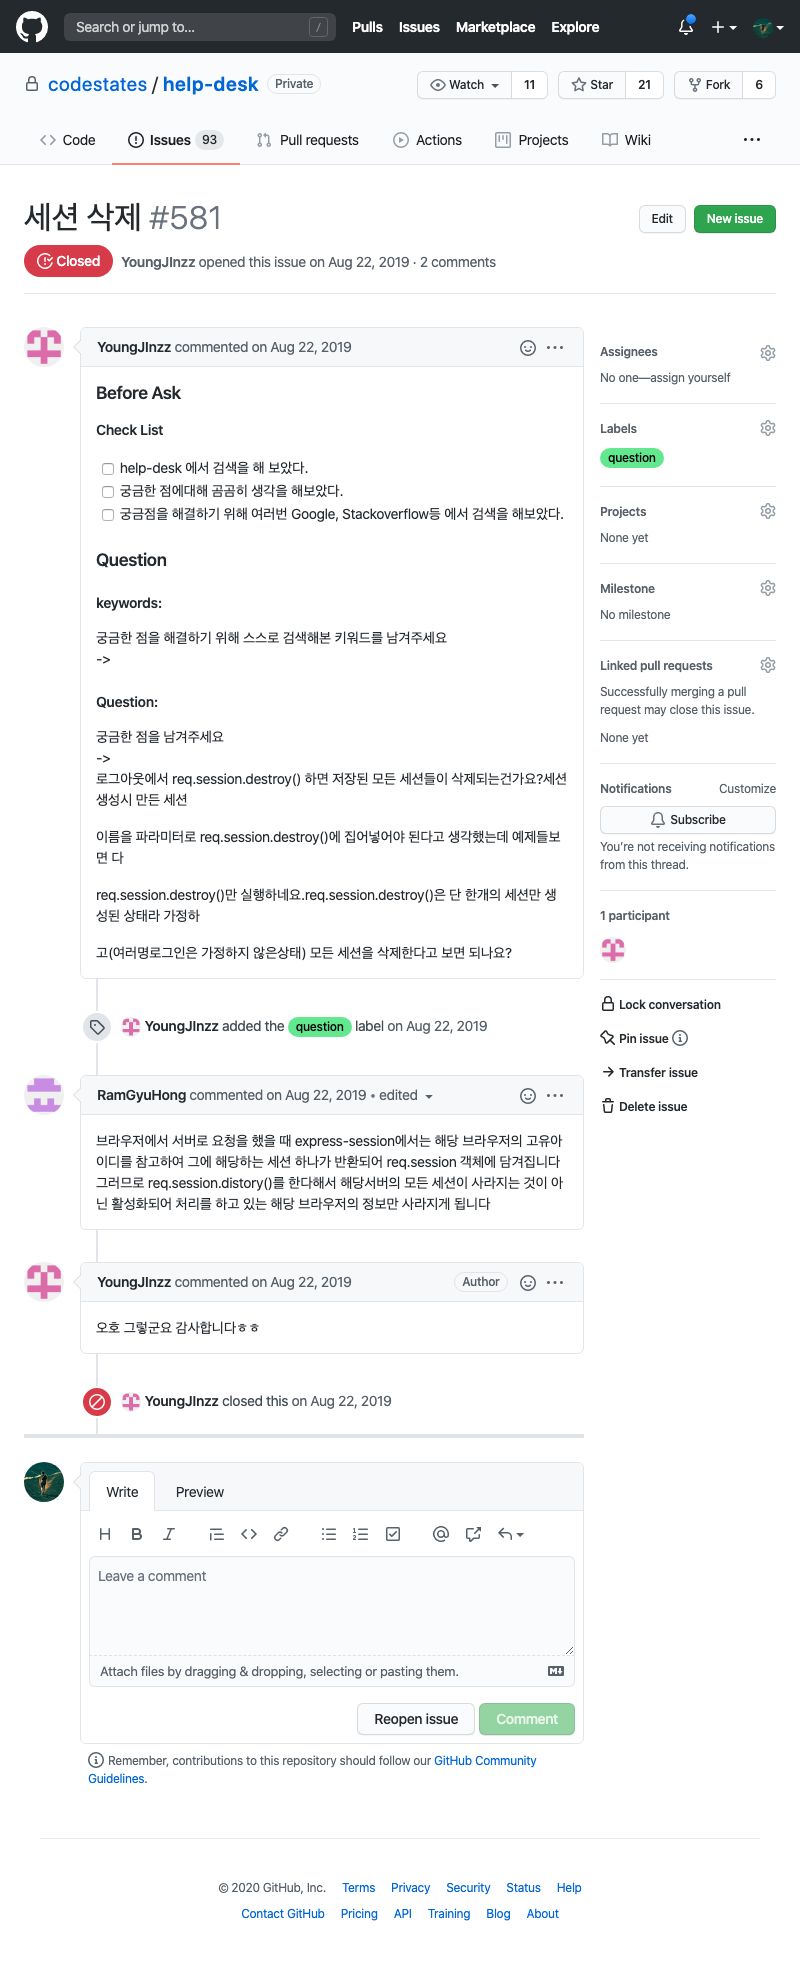 Search or jump to... /
Pulls Issues Marketplace Explore
codestates / help-desk Private
Watch 11 Star 21 Fork 6
Code Issues 93 Pull requests Actions Projects Wiki ...
세션 삭제 #581
Edit New issue
Closed YoungJInzz opened this issue on Aug 22, 2019 · 2 comments
YoungJInzz commented on Aug 22, 2019
Before Ask
Check List
help-desk 에서 검색을 해 보았다.
궁금한 점에대해 곰곰히 생각을 해보았다.
궁금점을 해결하기 위해 여러번 Google, Stackoverflow등 에서 검색을 해보았다.
Question
keywords:
궁금한 점을 해결하기 위해 스스로 검색해본 키워드를 남겨주세요
->
Question:
궁금한 점을 남겨주세요
->
로그아웃에서 req.session.destroy() 하면 저장된 모든 세션들이 삭제되는건가요?세션
생성시 만든 세션
이름을 파라미터로 req.session.destroy()에 집어넣어야 된다고 생각했는데 예제들보
면 다
req.session.destroy()만 실행하네요.req.session.destroy()은 단 한개의 세션만 생
성된 상태라 가정하
고(여러명로그인은 가정하지 않은상태) 모든 세션을 삭제한다고 보면 되나요?
Assignees
No one—assign yourself
Labels
question
Projects
None yet
Milestone
No milestone
Linked pull requests
Successfully merging a pull
request may close this issue.
None yet
Notifications Customize
Subscribe
You're not receiving notifications
from this thread.
1 participant
Lock conversation
Pin issue
Transfer issue
Delete issue
YoungJInzz added the question label on Aug 22, 2019
RamGyuHong commented on Aug 22, 2019 • edited
브라우저에서 서버로 요청을 했을 때 express-session에서는 해당 브라우저의 고유아
이디를 참고하여 그에 해당하는 세션 하나가 반환되어 req.session 객체에 담겨집니다
그러므로 req.session.distory()를 한다해서 해당서버의 모든 세션이 사라지는 것이 아
닌 활성화되어 처리를 하고 있는 해당 브라우저의 정보만 사라지게 됩니다
YoungJInzz commented on Aug 22, 2019 Author
오호 그렇군요 감사합니다ㅎㅎ
YoungJInzz closed this on Aug 22, 2019
Write Preview
Leave a comment
Attach files by dragging & dropping, selecting or pasting them.
Reopen issue Comment
Remember, contributions to this repository should follow our GitHub Community
Guidelines.
© 2020 GitHub, Inc. Terms Privacy Security Status Help
Contact GitHub Pricing API Training Blog About